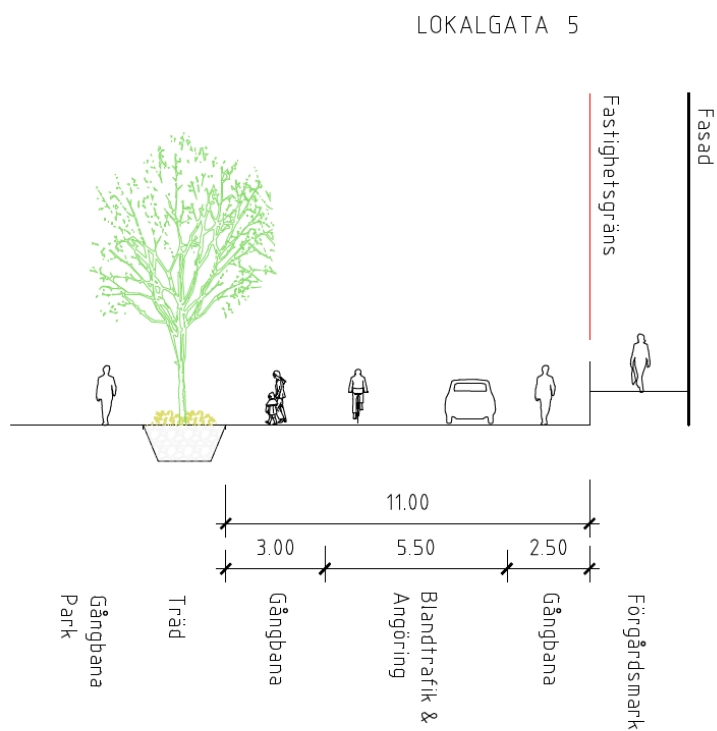 LOKALGATA 5
Fastighetsgräns
Fasad
11.00
3.00
5.50
2.50
Gångbana
Park
Träd
Gångbana
Blandtrafik &
Angöring
Gångbana
Förgårdsmark